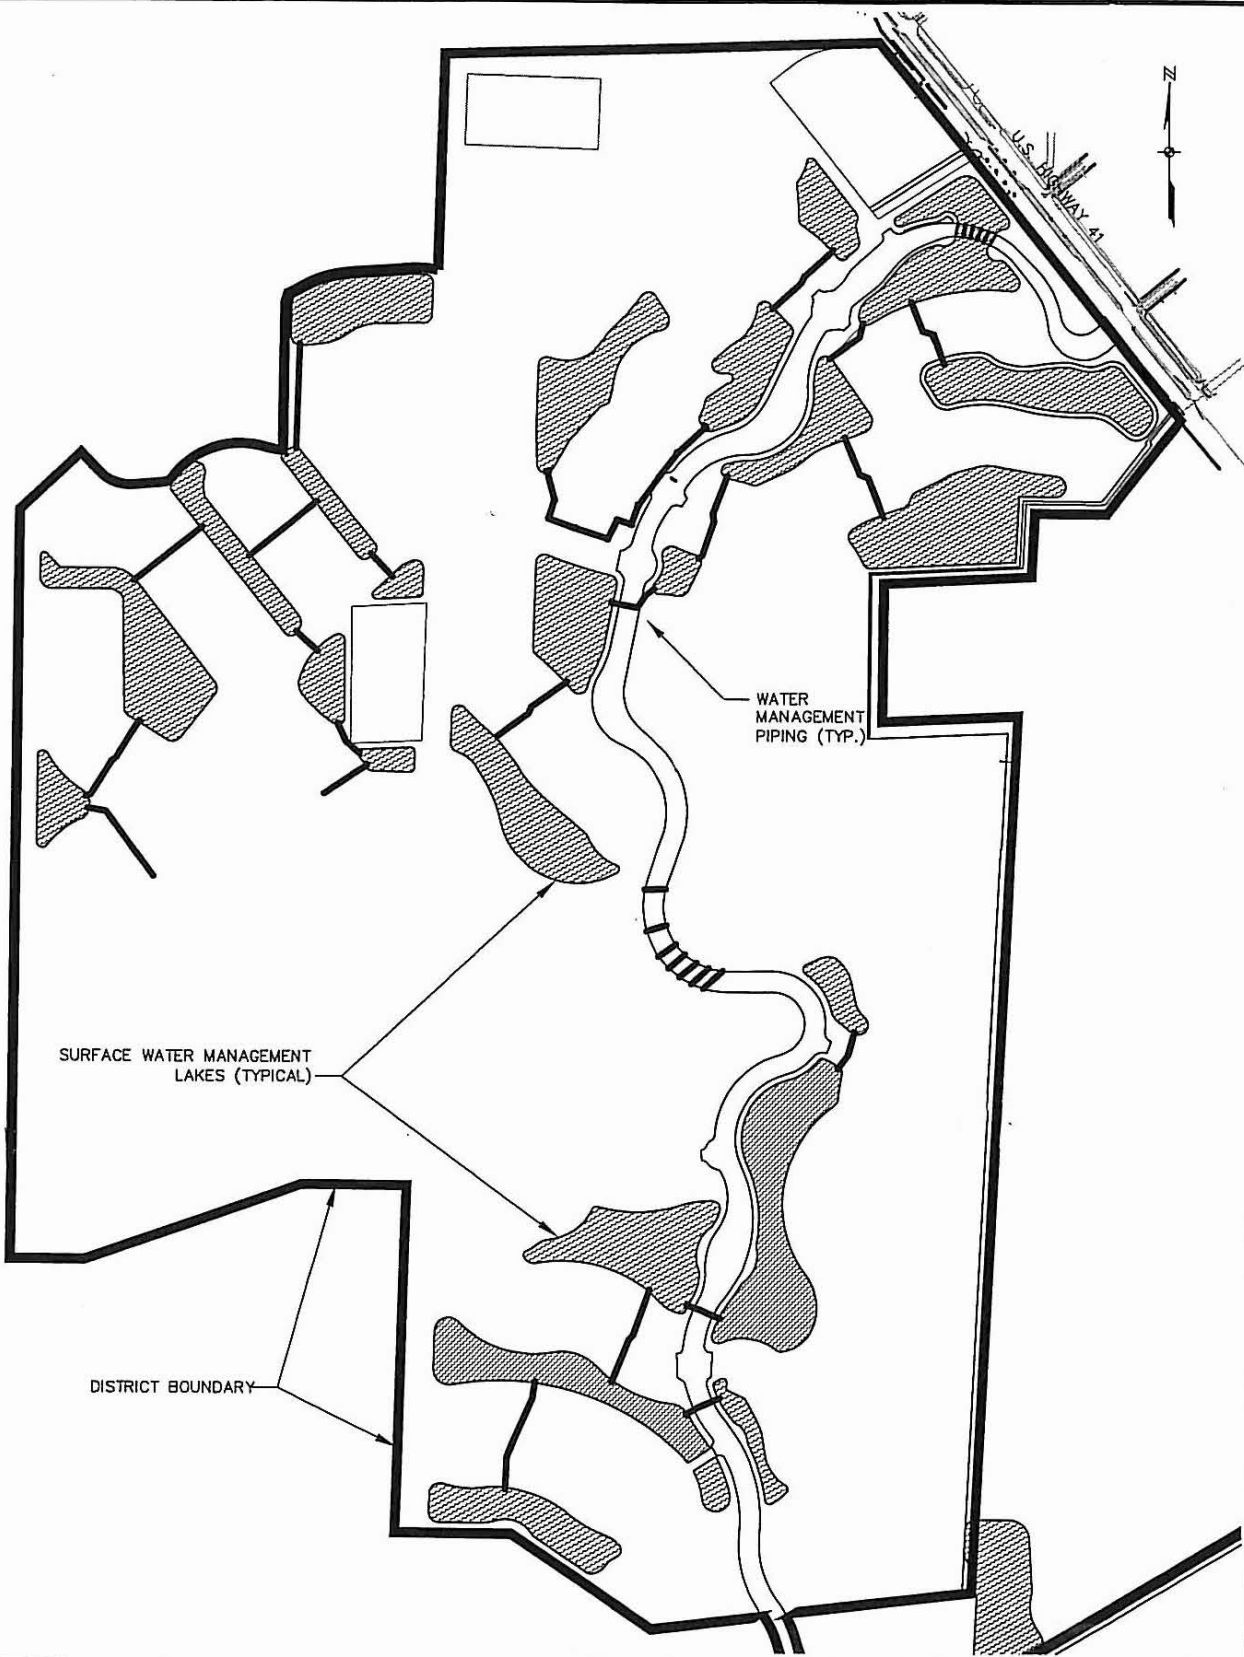 N
U.S. HIGHWAY 41
WATER
MANAGEMENT
PIPING (TYP.)
SURFACE WATER MANAGEMENT
LAKES (TYPICAL)
DISTRICT BOUNDARY